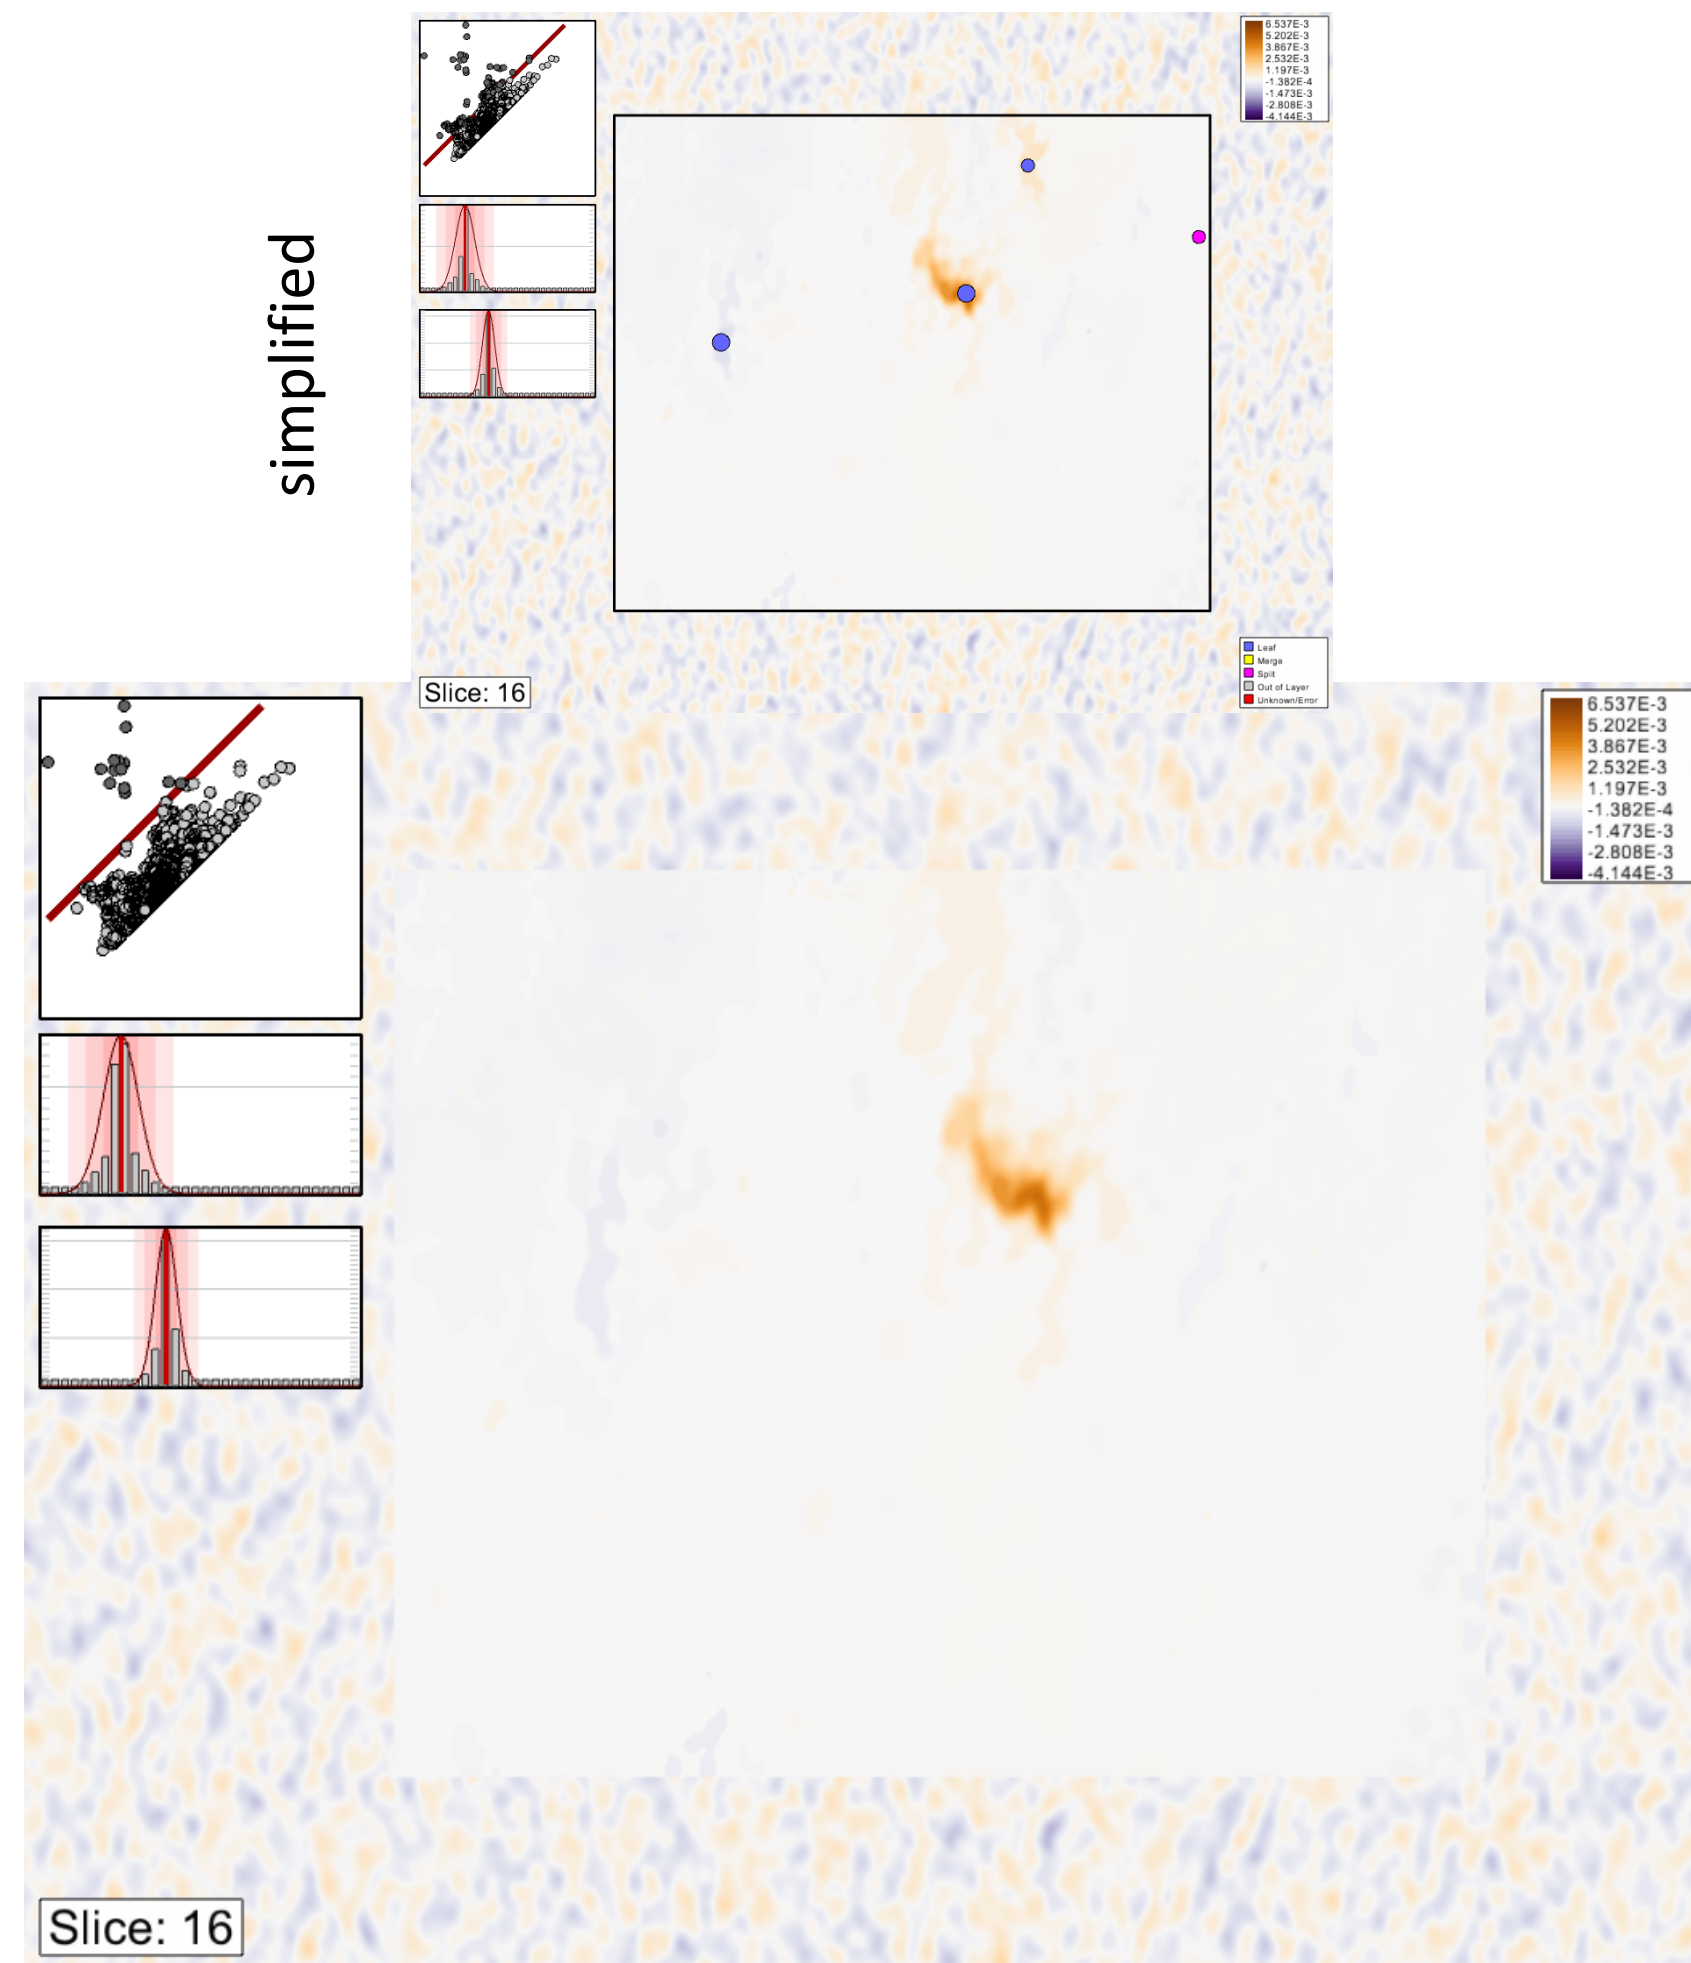 simplified
6.537E-3
5.202E-3
3.867E-3
2.532E-3
1.197E-3
-1.382E-4
-1.473E-3
-2.808E-3
-4.144E-3
Leaf
Merge
Split
Out of Layer
Unknown/Error
Slice: 16
6.537E-3
5.202E-3
3.867E-3
2.532E-3
1.197E-3
-1.382E-4
-1.473E-3
-2.808E-3
-4.144E-3
Slice: 16